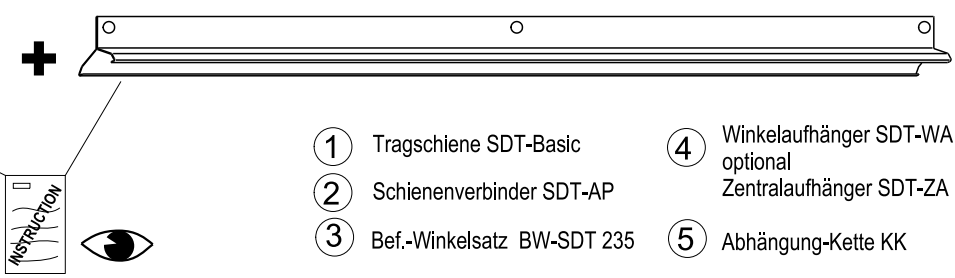 INSTRUCTION
1 Tragschiene SDT-Basic
2 Schienenverbinder SDT-AP
3 Bef.-Winkelsatz BW-SDT 235
4 Winkelaufhänger SDT-WA
optional
Zentralaufhänger SDT-ZA
5 Abhängung-Kette KK